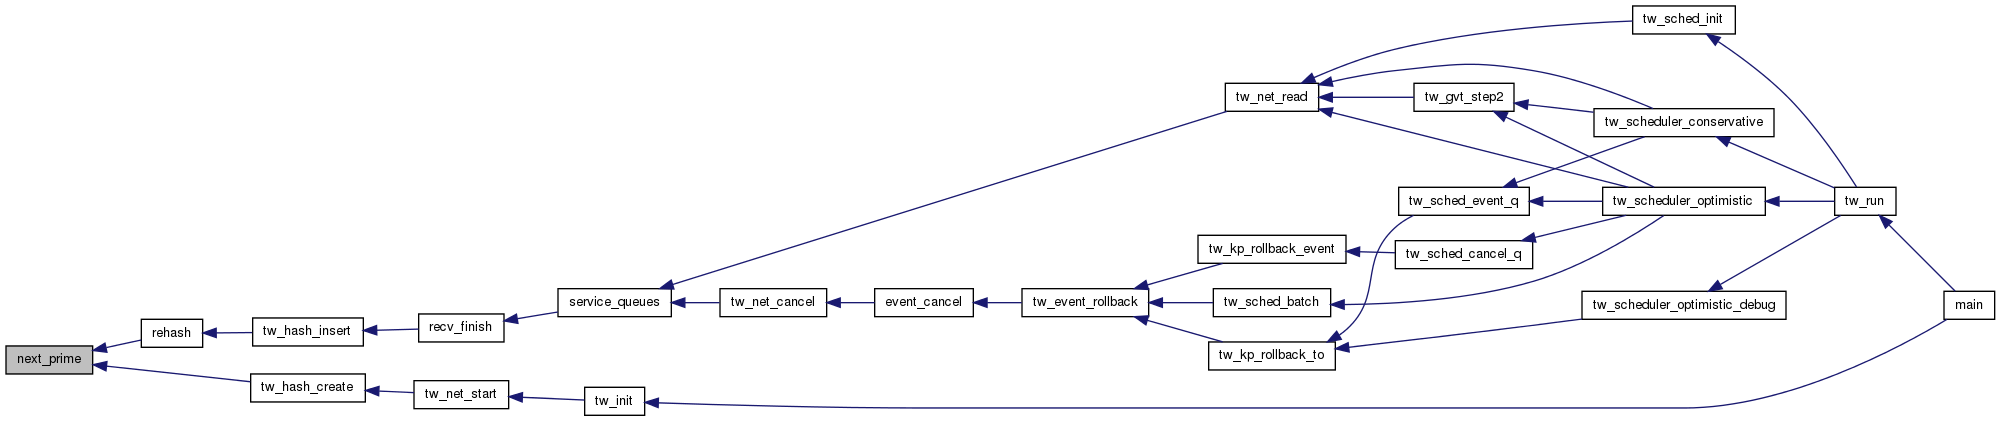 tw_sched_init
tw_net_read
tw_gvt_step2
tw_scheduler_conservative
tw_sched_event_q
tw_scheduler_optimistic
tw_run
tw_kp_rollback_event
tw_sched_cancel_q
service_queues
tw_net_cancel
event_cancel
tw_event_rollback
tw_sched_batch
tw_scheduler_optimistic_debug
main
rehash
tw_hash_insert
recv_finish
next_prime
tw_kp_rollback_to
tw_hash_create
tw_net_start
tw_init